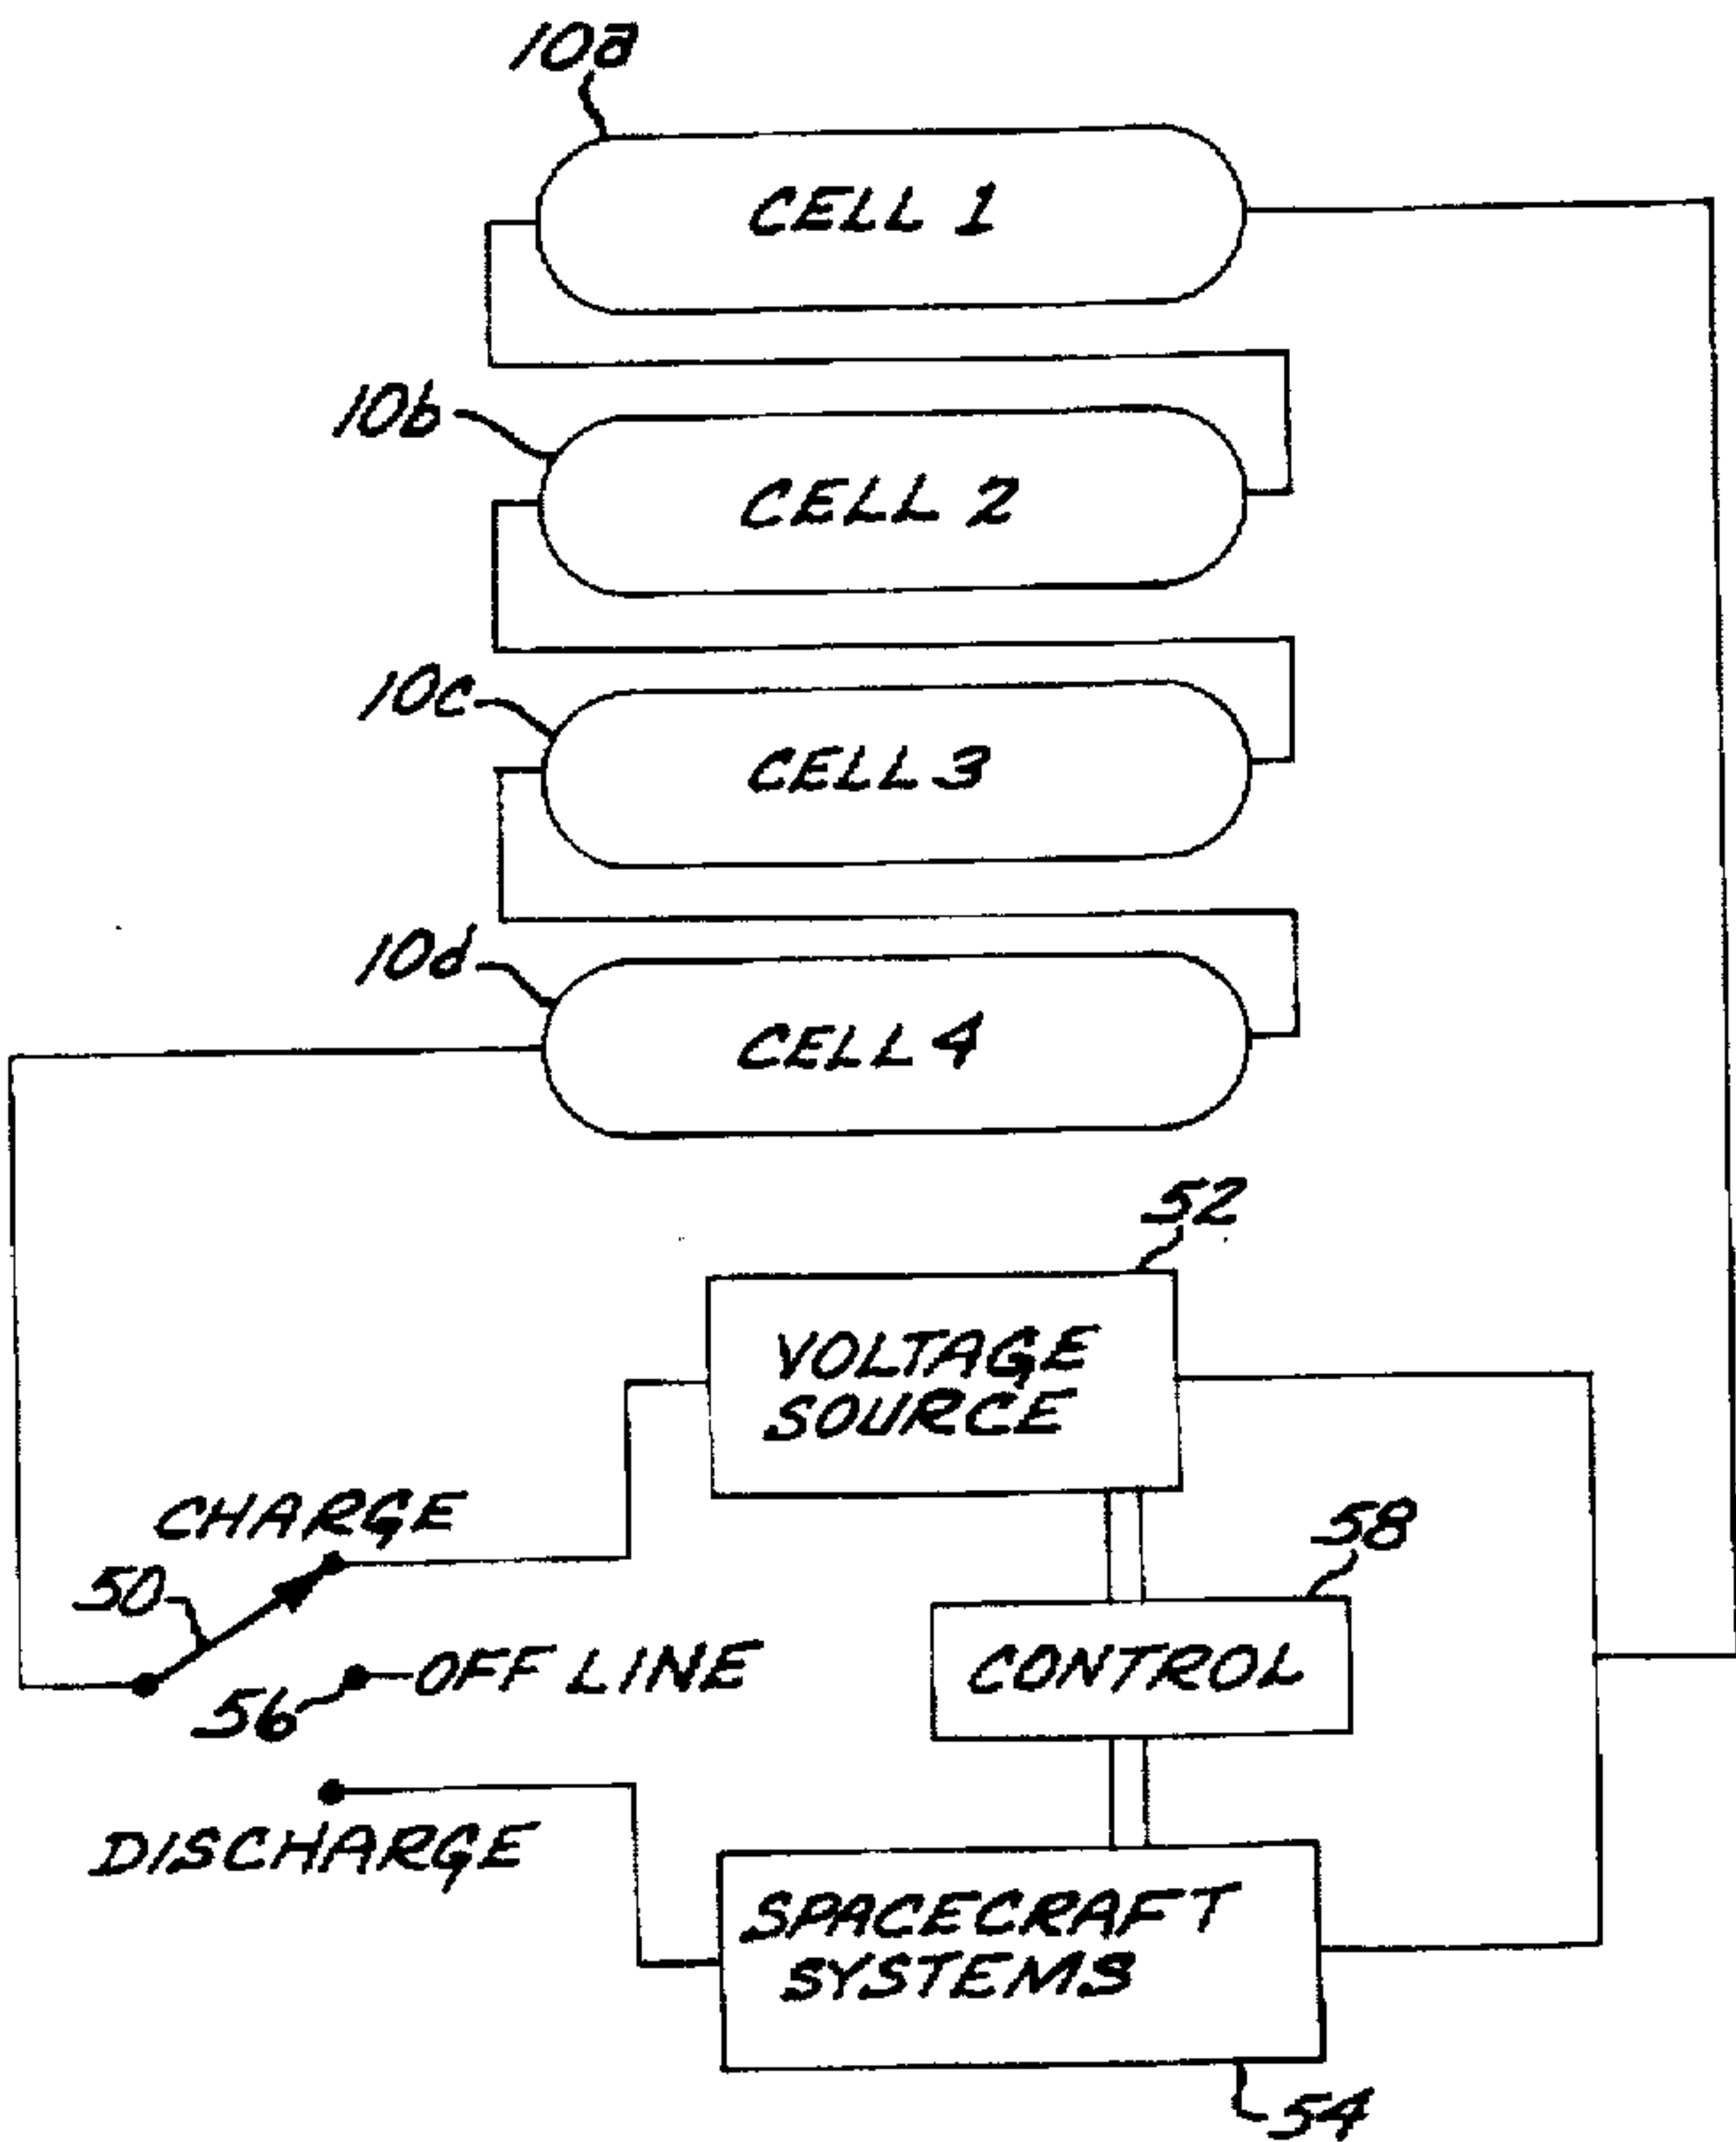 10a
CELL 1
10b
CELL 2
10c
CELL 3
10d
CELL 4
52
VOLTAGE
SOURCE
CHARGE
58
50
CONTROL
OFF LINE
56
DISCHARGE
SPACECRAFT
SYSTEMS
54